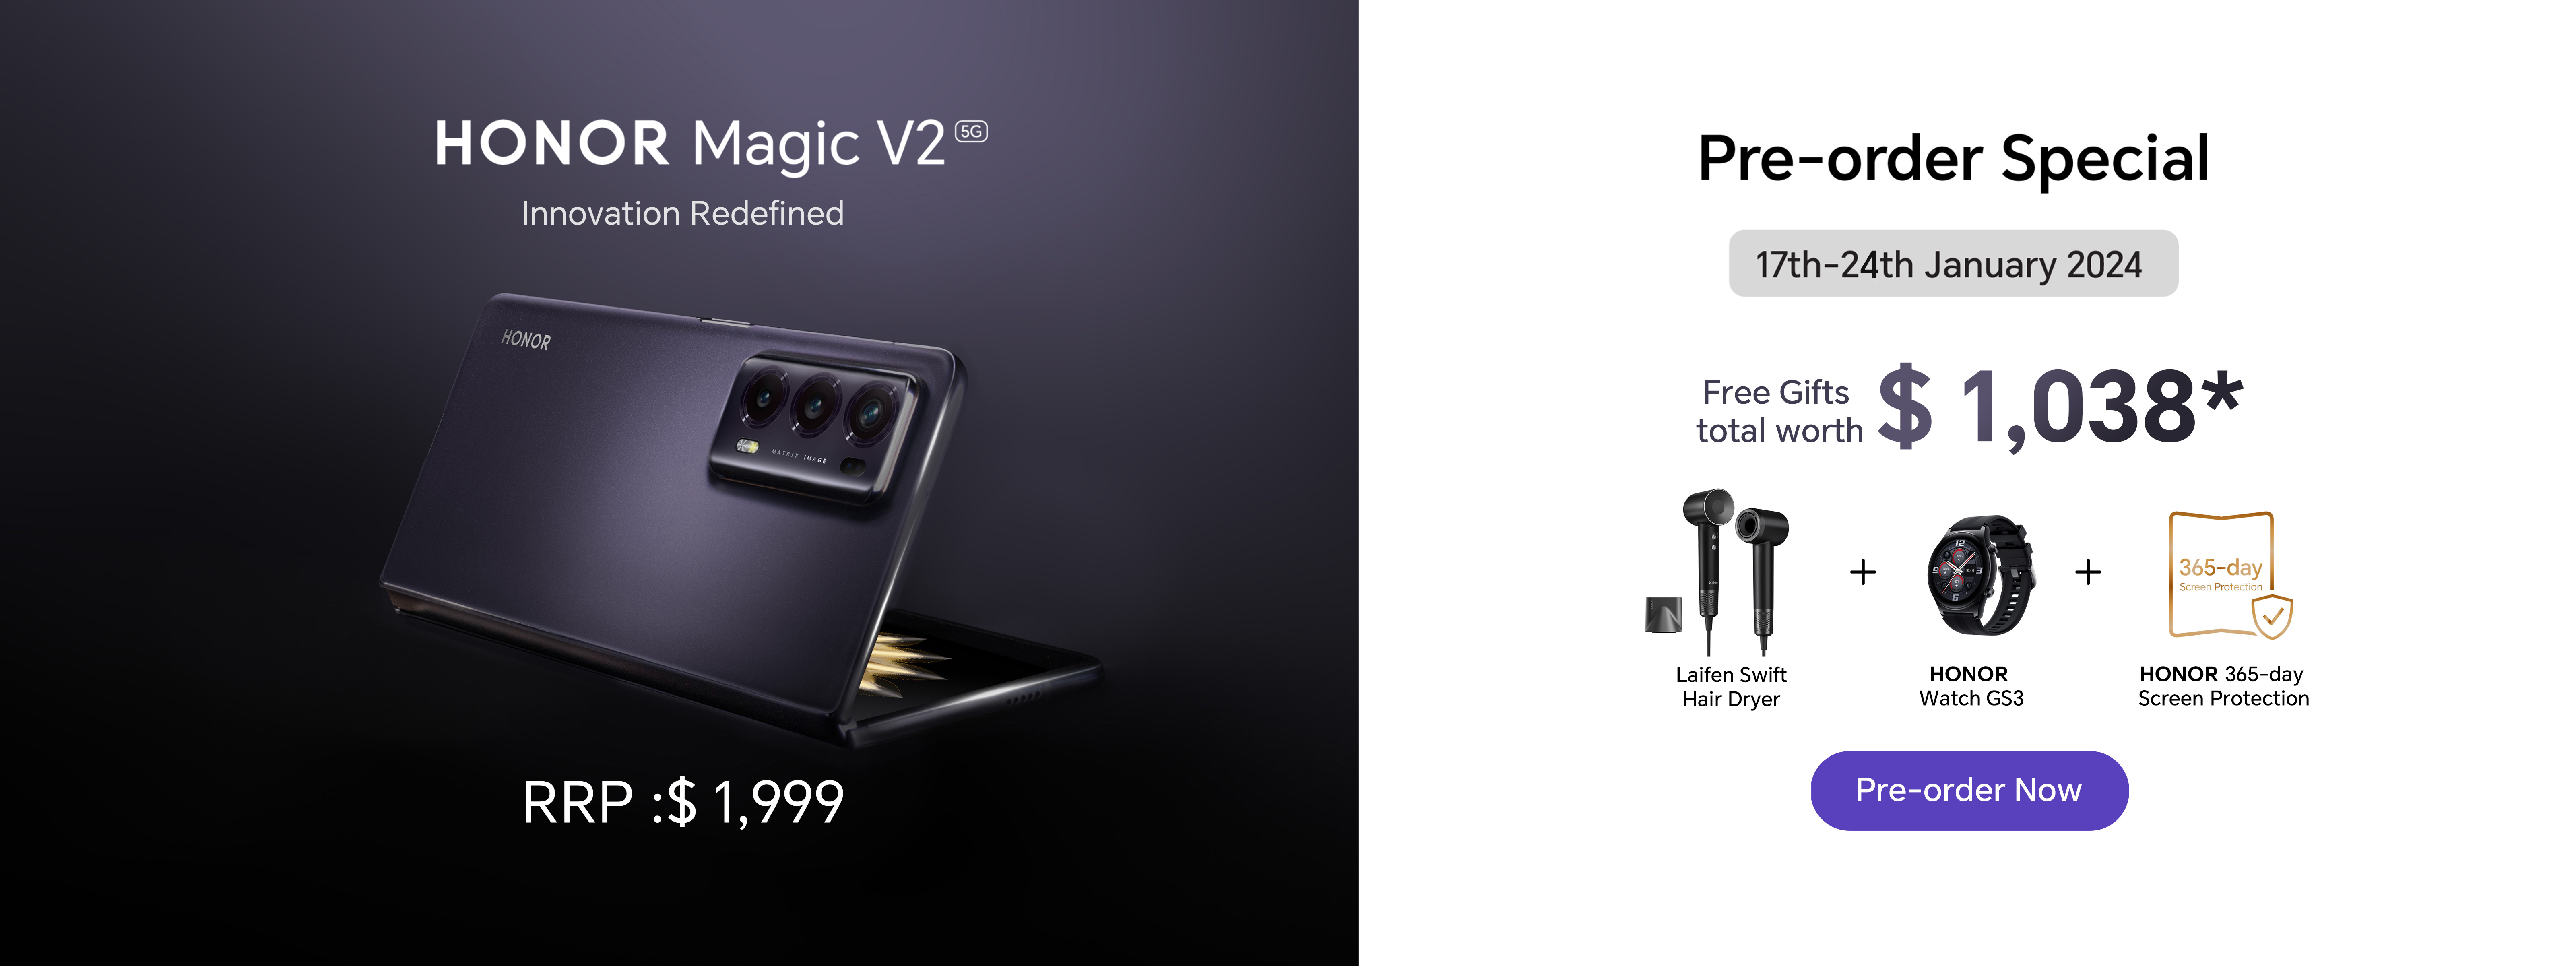 HONOR Magic V2 5G
Innovation Redefined
HONOR
MATRIX IMAGE
RRP :$ 1,999
Pre-order Special
17th-24th January 2024
Free Gifts
total worth
$ 1,038*
365-day
Screen Protection
Laifen Swift
Hair Dryer
+
HONOR
Watch GS3
+
HONOR 365-day
Screen Protection
Pre-order Now